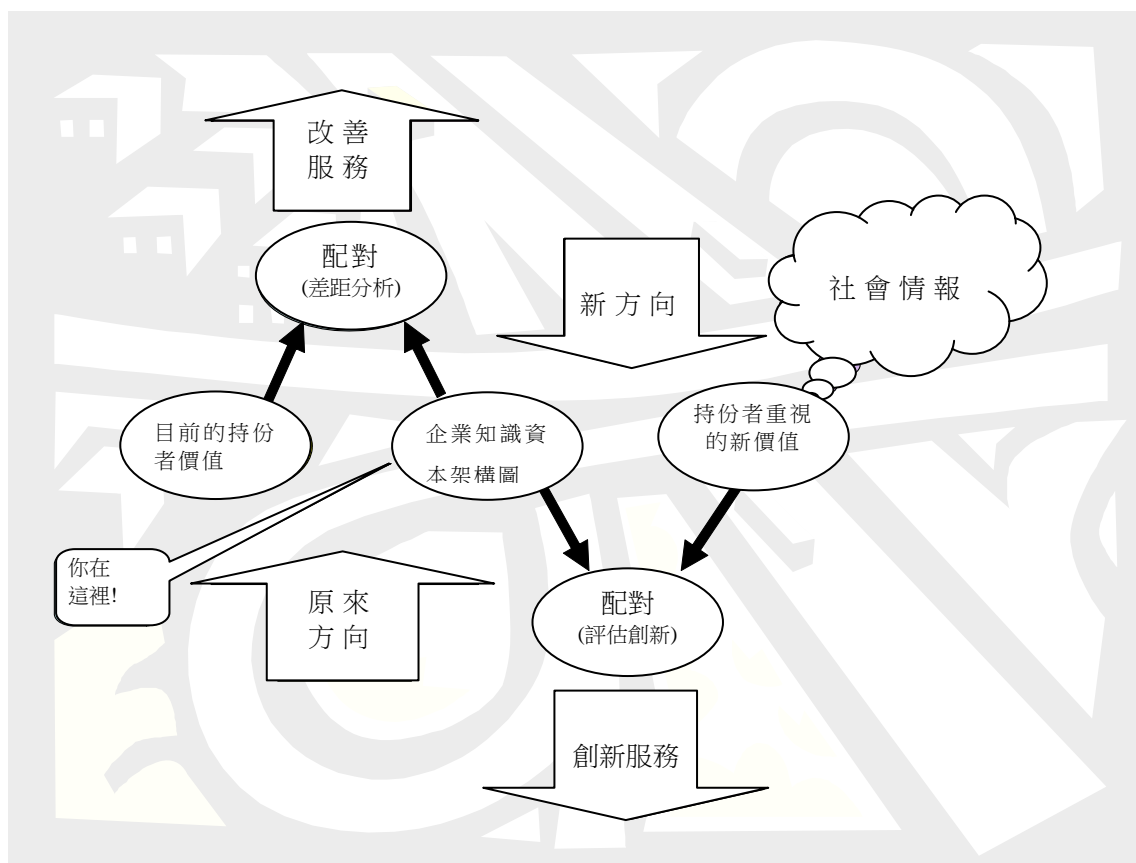 改善
服務
配對
(差距分析)
新方向
社會情報
目前的持份
者價值
企業知識資
本架構圖
持份者重視
的新價值
你在
這裡!
原來
方向
配對
(評估創新)
創新服務